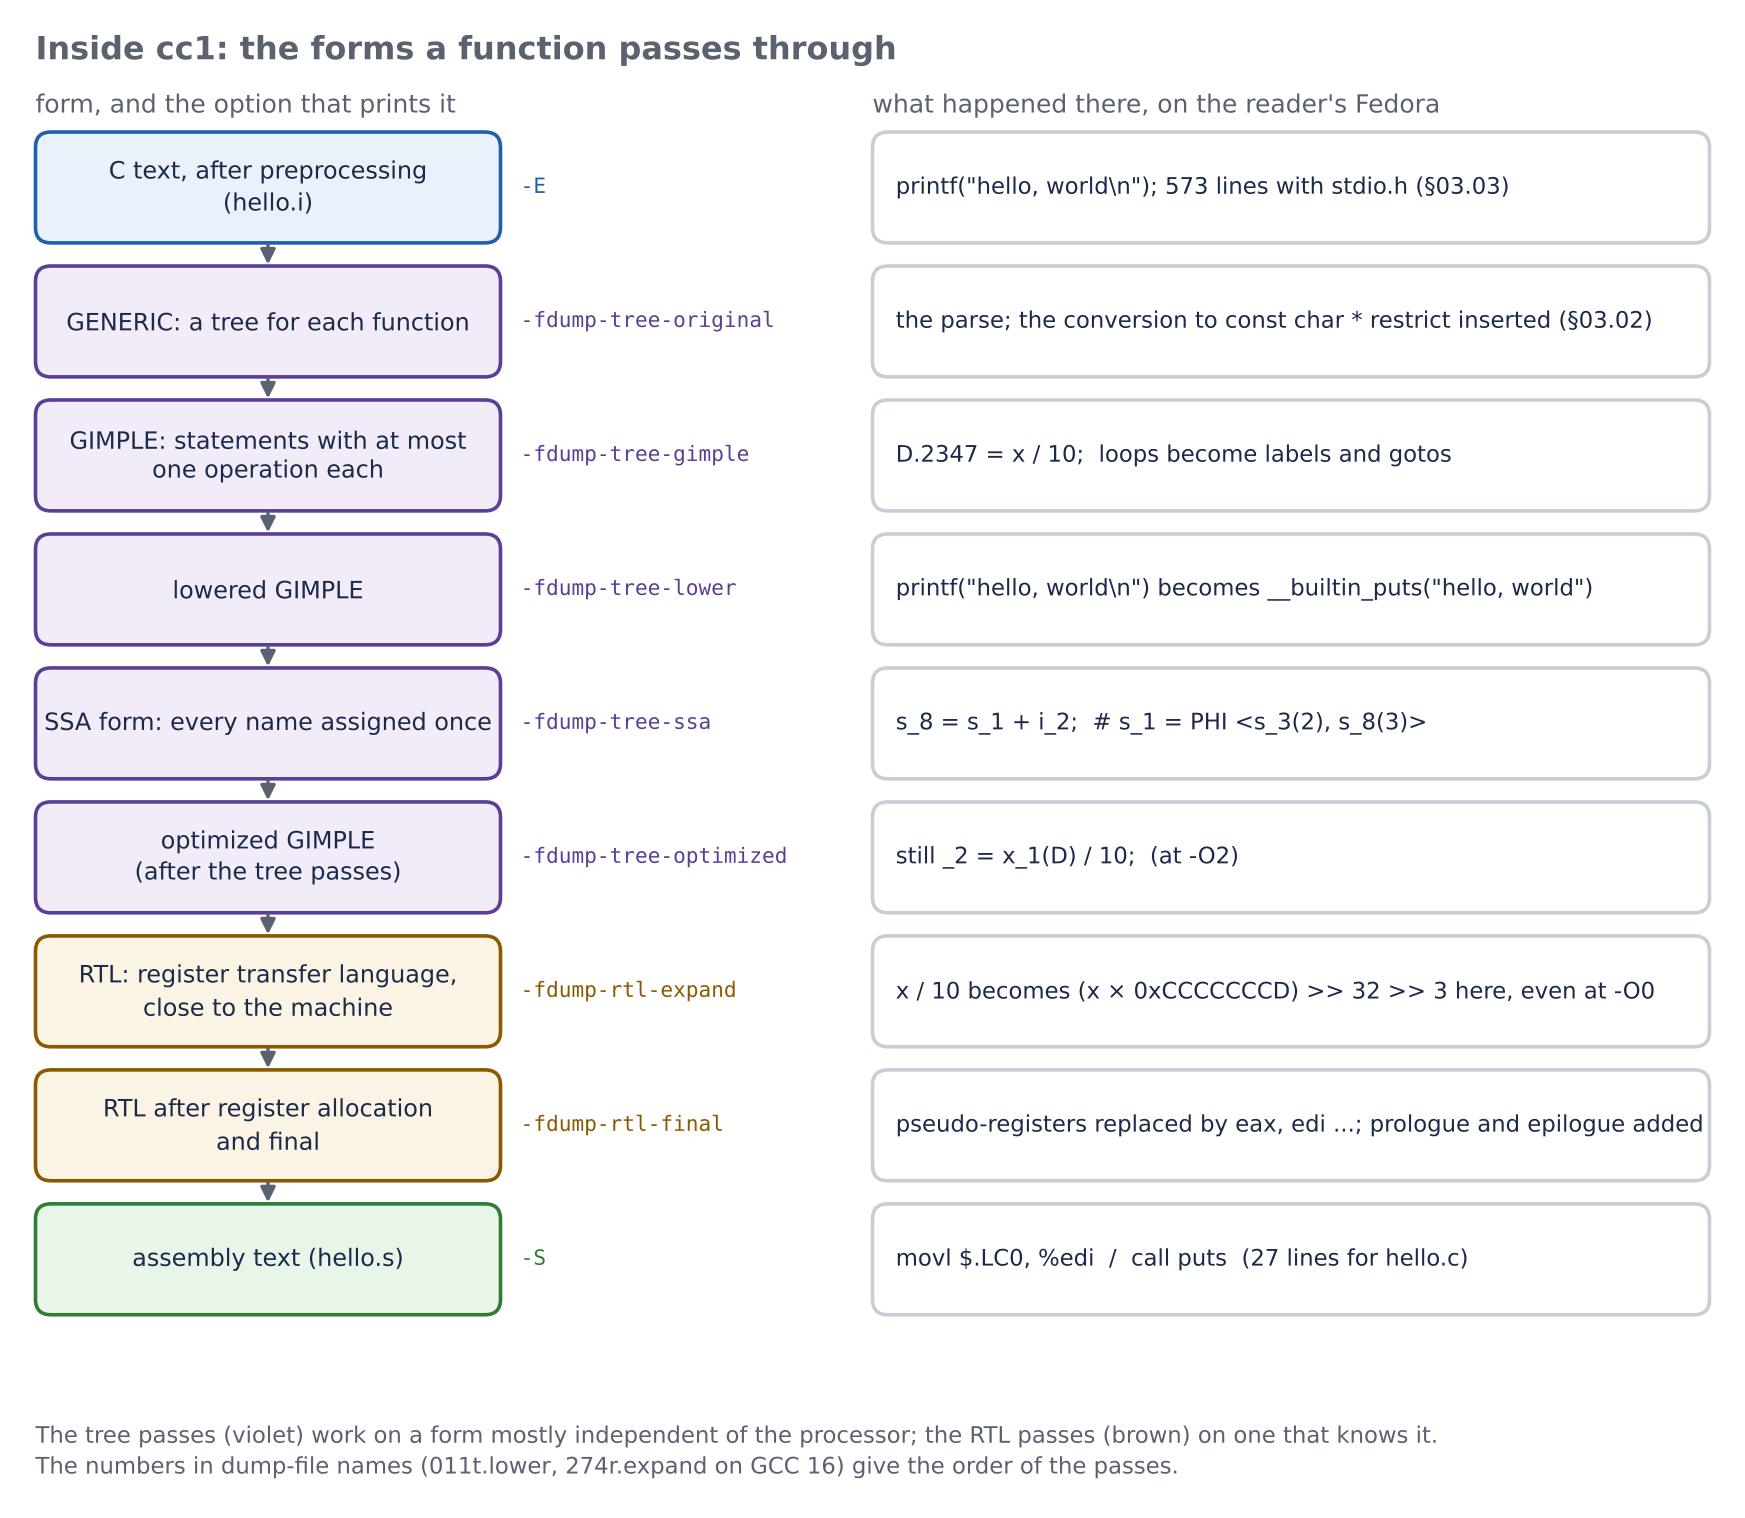 Inside cc1: the forms a function passes through
form, and the option that prints it
what happened there, on the reader's Fedora
C text, after preprocessing
(hello.i)
-E
printf("hello, world\n"); 573 lines with stdio.h (§03.03)
GENERIC: a tree for each function
-fdump-tree-original
the parse; the conversion to const char * restrict inserted (§03.02)
GIMPLE: statements with at most
one operation each
-fdump-tree-gimple
D.2347 = x / 10;  loops become labels and gotos
lowered GIMPLE
-fdump-tree-lower
printf("hello, world\n") becomes __builtin_puts("hello, world")
SSA form: every name assigned once
-fdump-tree-ssa
s_8 = s_1 + i_2;  # s_1 = PHI <s_3(2), s_8(3)>
optimized GIMPLE
(after the tree passes)
-fdump-tree-optimized
still _2 = x_1(D) / 10;  (at -O2)
RTL: register transfer language,
close to the machine
-fdump-rtl-expand
x / 10 becomes (x × 0xCCCCCCCD) >> 32 >> 3 here, even at -O0
RTL after register allocation
and final
-fdump-rtl-final
pseudo-registers replaced by eax, edi ...; prologue and epilogue added
assembly text (hello.s)
-S
movl $.LC0, %edi  /  call puts  (27 lines for hello.c)
The tree passes (violet) work on a form mostly independent of the processor; the RTL passes (brown) on one that knows it.
The numbers in dump-file names (011t.lower, 274r.expand on GCC 16) give the order of the passes.